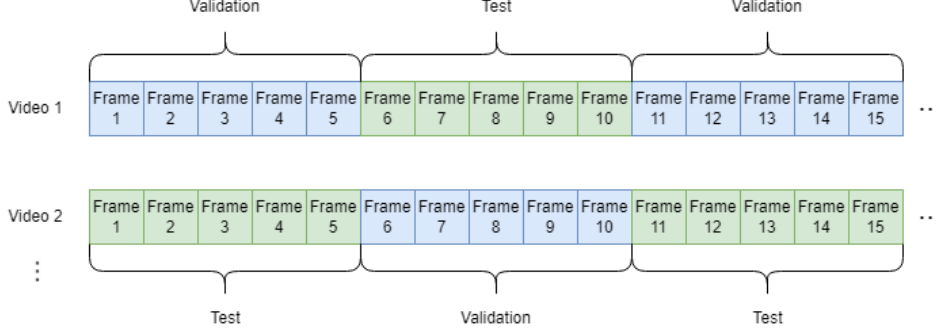 Validation Test Validation
Video 1 Frame 1 Frame 2 Frame 3 Frame 4 Frame 5 Frame 6 Frame 7 Frame 8 Frame 9 Frame 10 Frame 11 Frame 12 Frame 13 Frame 14 Frame 15 ..
Video 2 Frame 1 Frame 2 Frame 3 Frame 4 Frame 5 Frame 6 Frame 7 Frame 8 Frame 9 Frame 10 Frame 11 Frame 12 Frame 13 Frame 14 Frame 15 ..
⋮
Test Validation Test